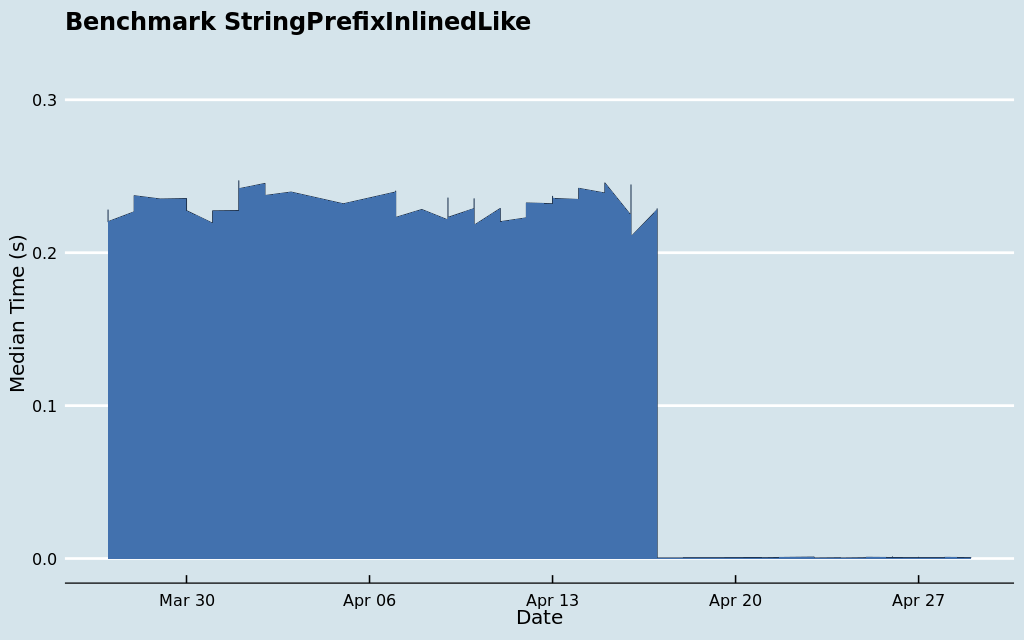 Benchmark StringPrefixInlinedLike
Median Time (s)
0.3
0.2
0.1
0.0
Mar 30
Apr 06
Apr 13
Apr 20
Apr 27
Date